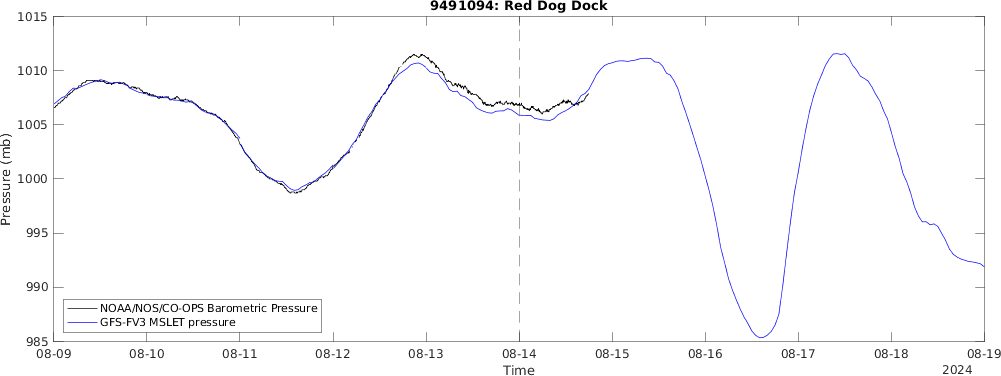 9491094: Red Dog Dock
Pressure (mb)
1015
1010
1005
1000
995
990
985
NOAA/NOS/CO-OPS Barometric Pressure
GFS-FV3 MSLET pressure
08-09 08-10 08-11 08-12 08-13 08-14 08-15 08-16 08-17 08-18 08-19
Time
2024